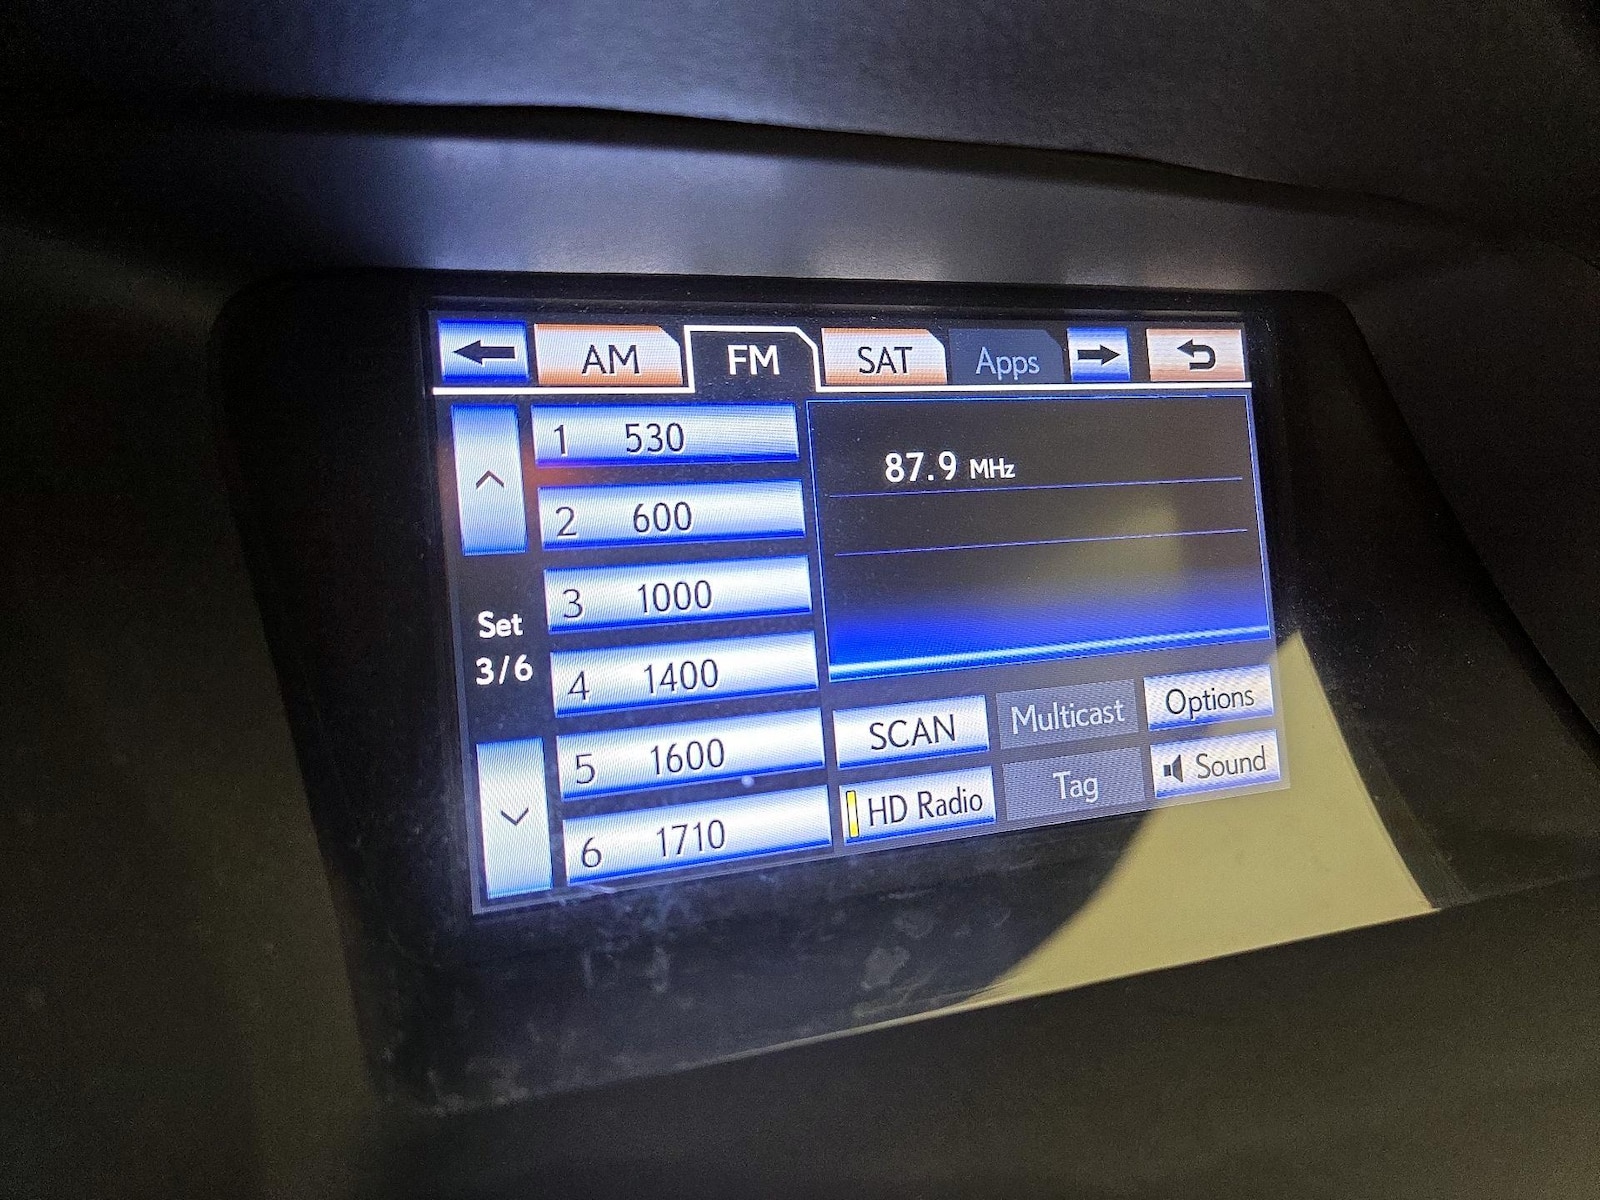 AM FM SAT Apps
1 530
2 600
3 1000
4 1400
5 1600
6 1710
Set
3/6
87.9 MHz
SCAN Multicast Options
HD Radio Tag Sound